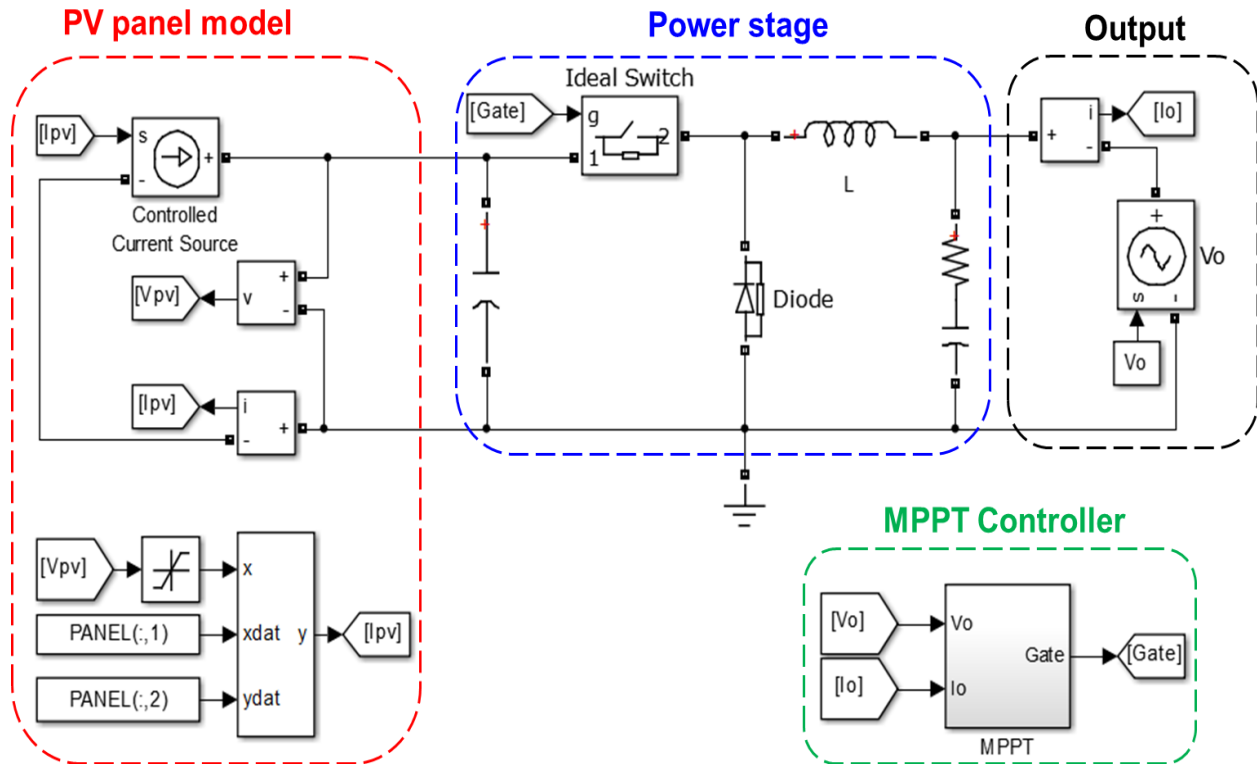 PV panel model
Power stage
Output
[Ipv]
s
+
-
Controlled
Current Source
[Vpv]
v
+
-
[Ipv]
i
+
-
[Vpv]
PANEL(:,1)
PANEL(:,2)
x
xdat
ydat
y
[Ipv]
Ideal Switch
[Gate]
g
1
2
+
+
L
Diode
+
+
i
-
[Io]
+
Vo
s
-
Vo
MPPT Controller
[Vo]
[Io]
Vo
Io
Gate
[Gate]
MPPT